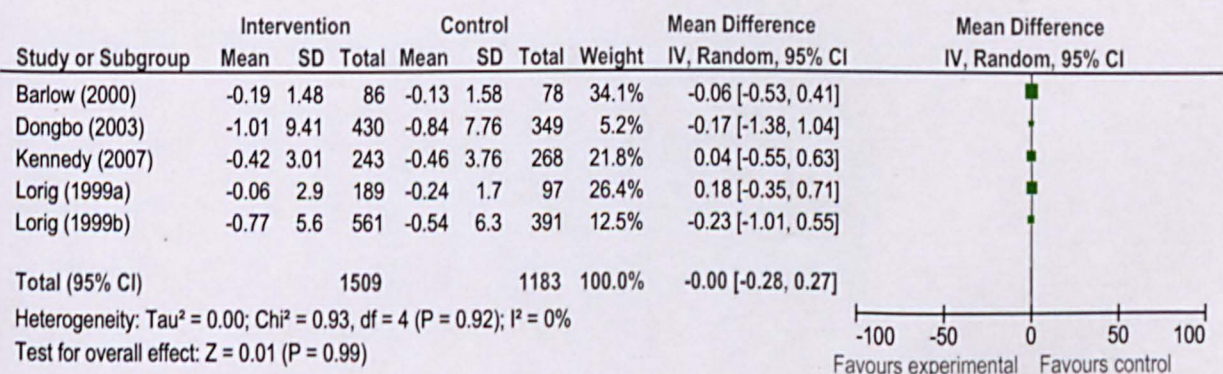 Intervention Control Mean Difference Mean Difference
Study or Subgroup Mean SD Total Mean SD Total Weight IV, Random, 95% CI IV, Random, 95% CI
Barlow (2000) -0.19 1.48 86 -0.13 1.58 78 34.1% -0.06 [-0.53, 0.41]
Dongbo (2003) -1.01 9.41 430 -0.84 7.76 349 5.2% -0.17 [-1.38, 1.04]
Kennedy (2007) -0.42 3.01 243 -0.46 3.76 268 21.8% 0.04 [-0.55, 0.63]
Lorig (1999a) -0.06 2.9 189 -0.24 1.7 97 26.4% 0.18 [-0.35, 0.71]
Lorig (1999b) -0.77 5.6 561 -0.54 6.3 391 12.5% -0.23 [-1.01, 0.55]
Total (95% CI) 1509 1183 100.0% -0.00 [-0.28, 0.27]
Heterogeneity: Tau² = 0.00; Chi² = 0.93, df = 4 (P = 0.92); I² = 0%
Test for overall effect: Z = 0.01 (P = 0.99)
-100 -50 0 50 100
Favours experimental Favours control